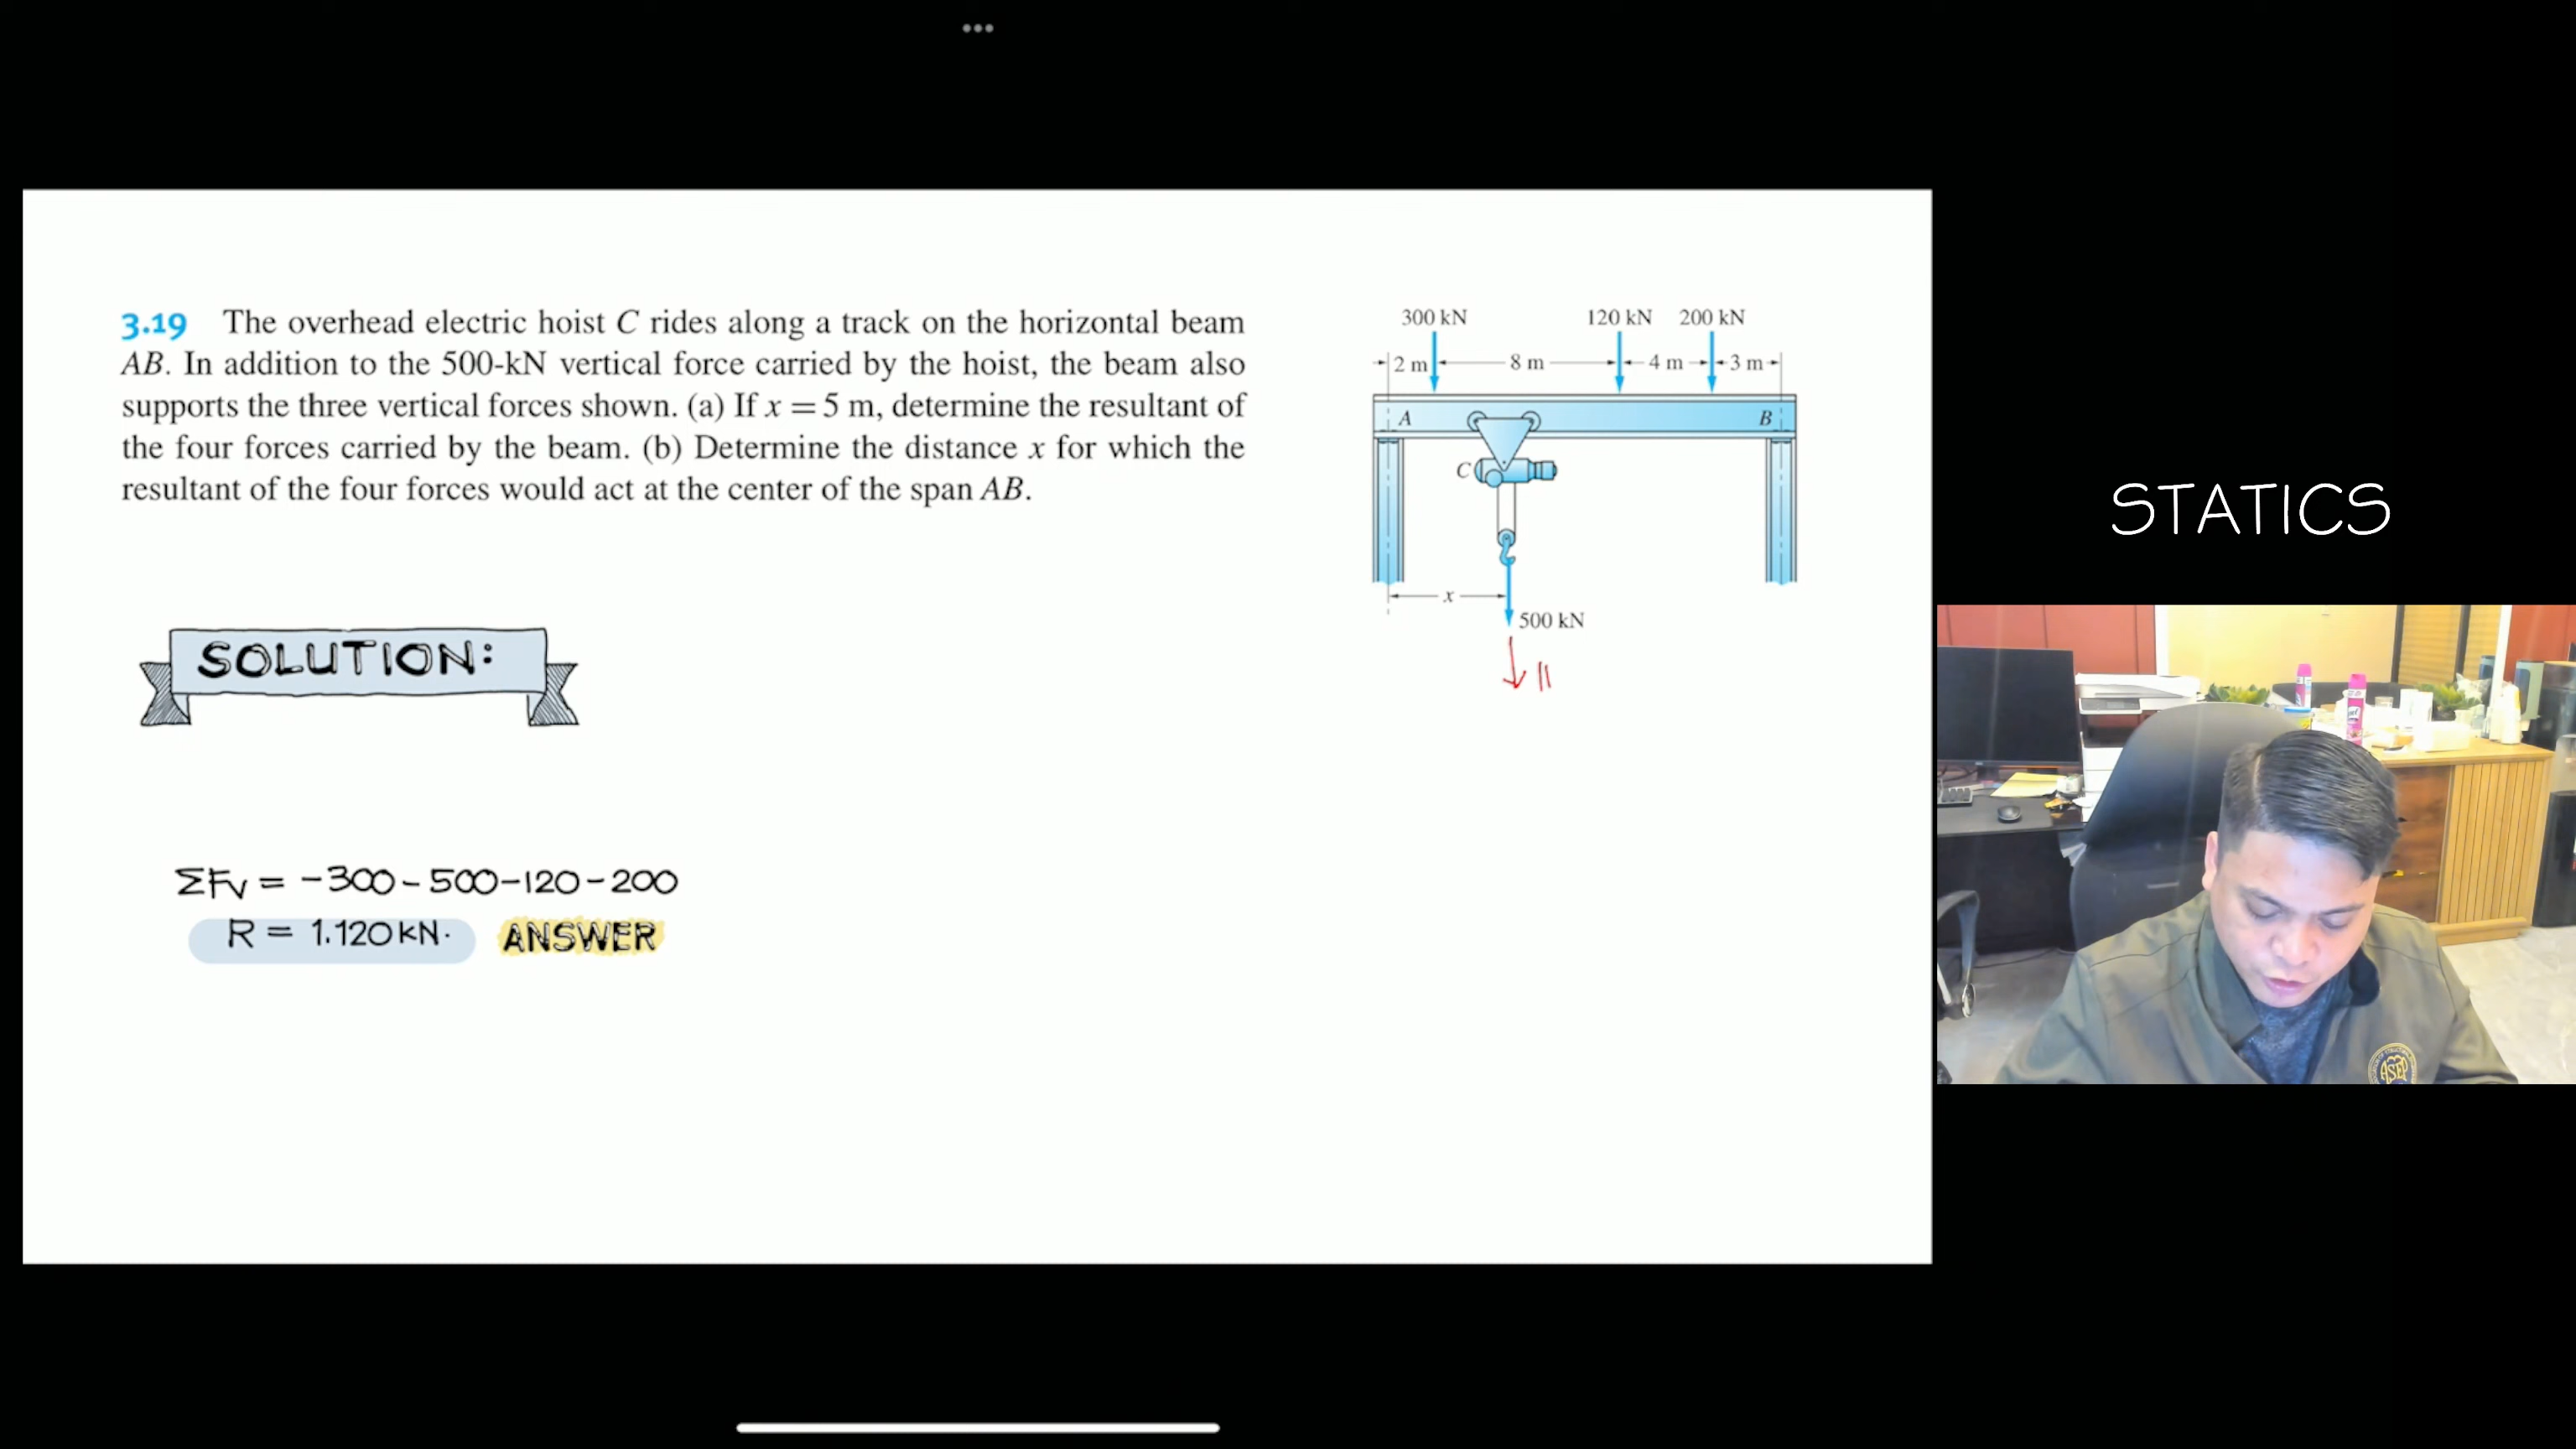 3.19 The overhead electric hoist C rides along a track on the horizontal beam
AB. In addition to the 500-kN vertical force carried by the hoist, the beam also
supports the three vertical forces shown. (a) If x = 5 m, determine the resultant of
the four forces carried by the beam. (b) Determine the distance x for which the
resultant of the four forces would act at the center of the span AB.
300 kN 120 kN 200 kN
2 m 8 m 4 m 3 m
A B
C
x
500 kN
11
SOLUTION:
ΣFv = -300-500-120-200
R = 1.120 kN. ANSWER
STATICS
ASEP